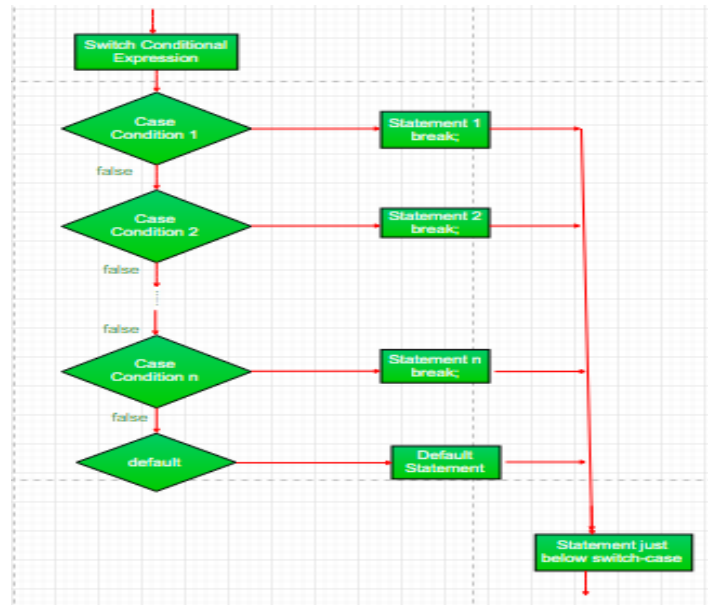 Switch Conditional
Expression
Case
Condition 1
Statement 1
break;
false
Case
Condition 2
Statement 2
break;
false
false
Case
Condition n
Statement n
break;
false
default
Default
Statement
Statement just
below switch-case